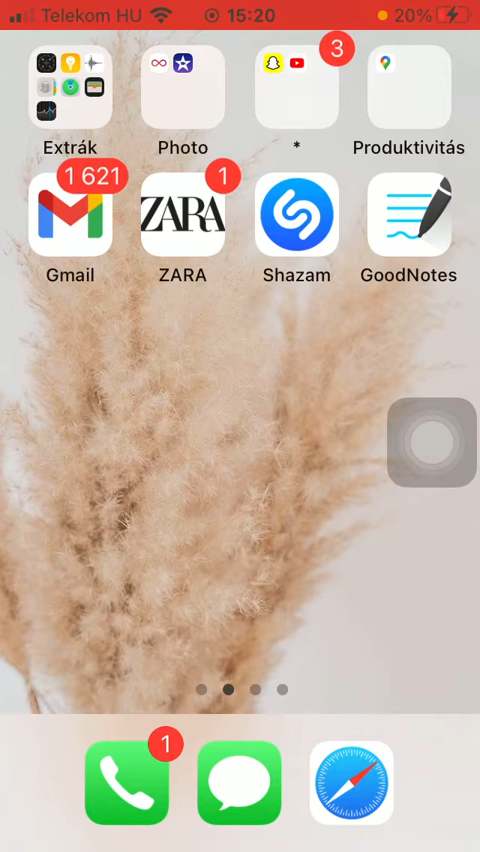 Telekom HU 15:20 20%
3
Extrák Photo * Produktivitás
1 621 1
ZARA
Gmail ZARA Shazam GoodNotes
1